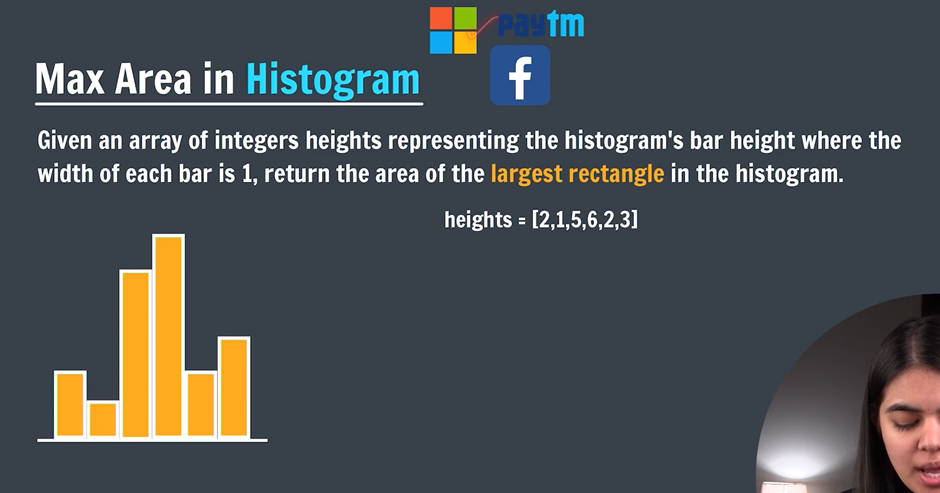 paytm
Max Area in Histogram
Given an array of integers heights representing the histogram's bar height where the
width of each bar is 1, return the area of the largest rectangle in the histogram.
heights = [2,1,5,6,2,3]